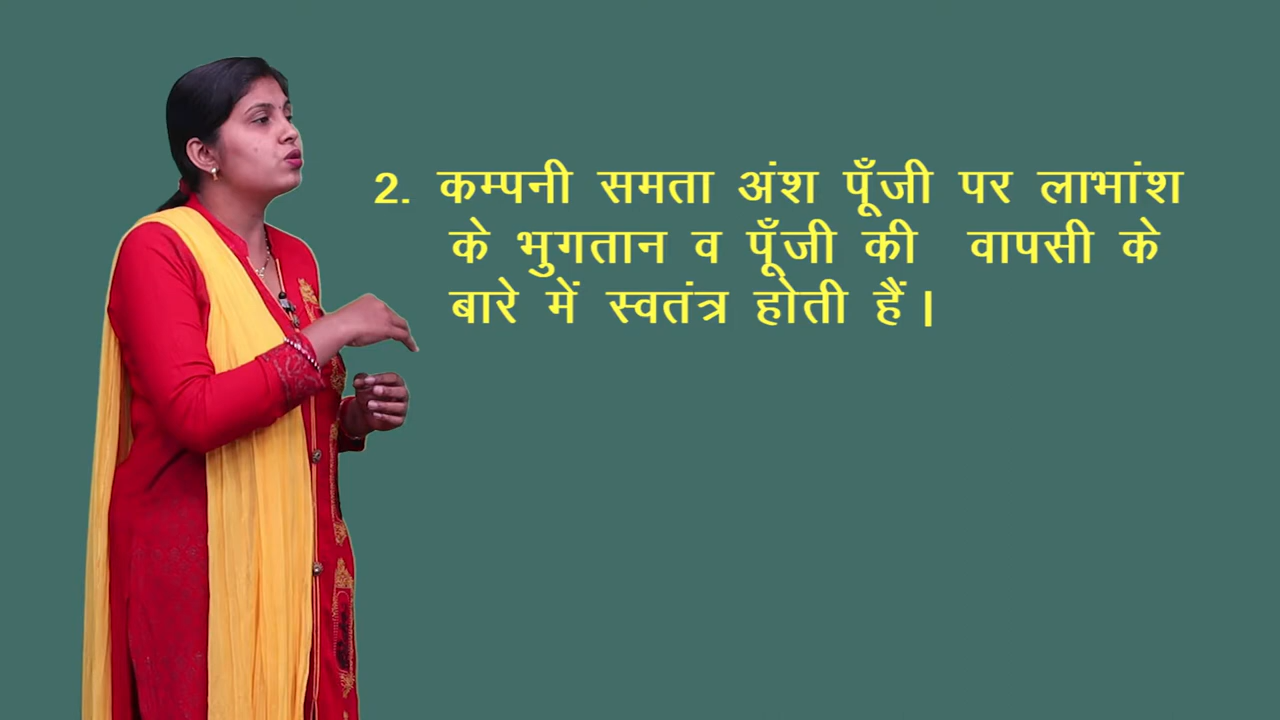 2. कम्पनी समता अंश पूँजी पर लाभांश
के भुगतान व पूँजी की वापसी के
बारे में स्वतंत्र होती हैं।